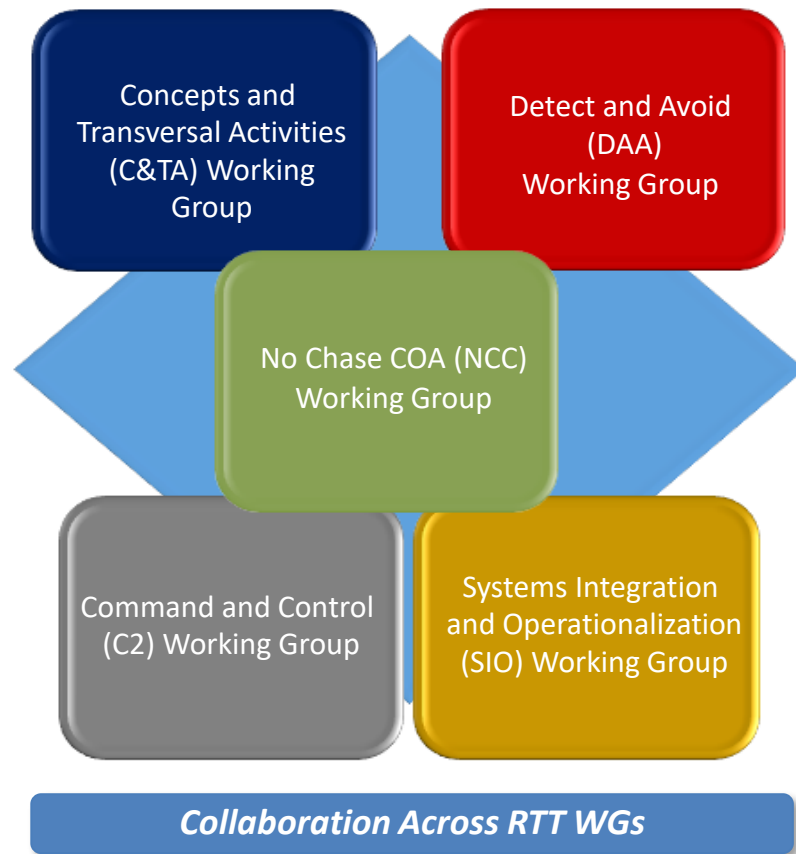 Concepts and
Transversal Activities
(C&TA) Working
Group
Detect and Avoid
(DAA)
Working Group
No Chase COA (NCC)
Working Group
Command and Control
(C2) Working Group
Systems Integration
and Operationalization
(SIO) Working Group
Collaboration Across RTT WGs